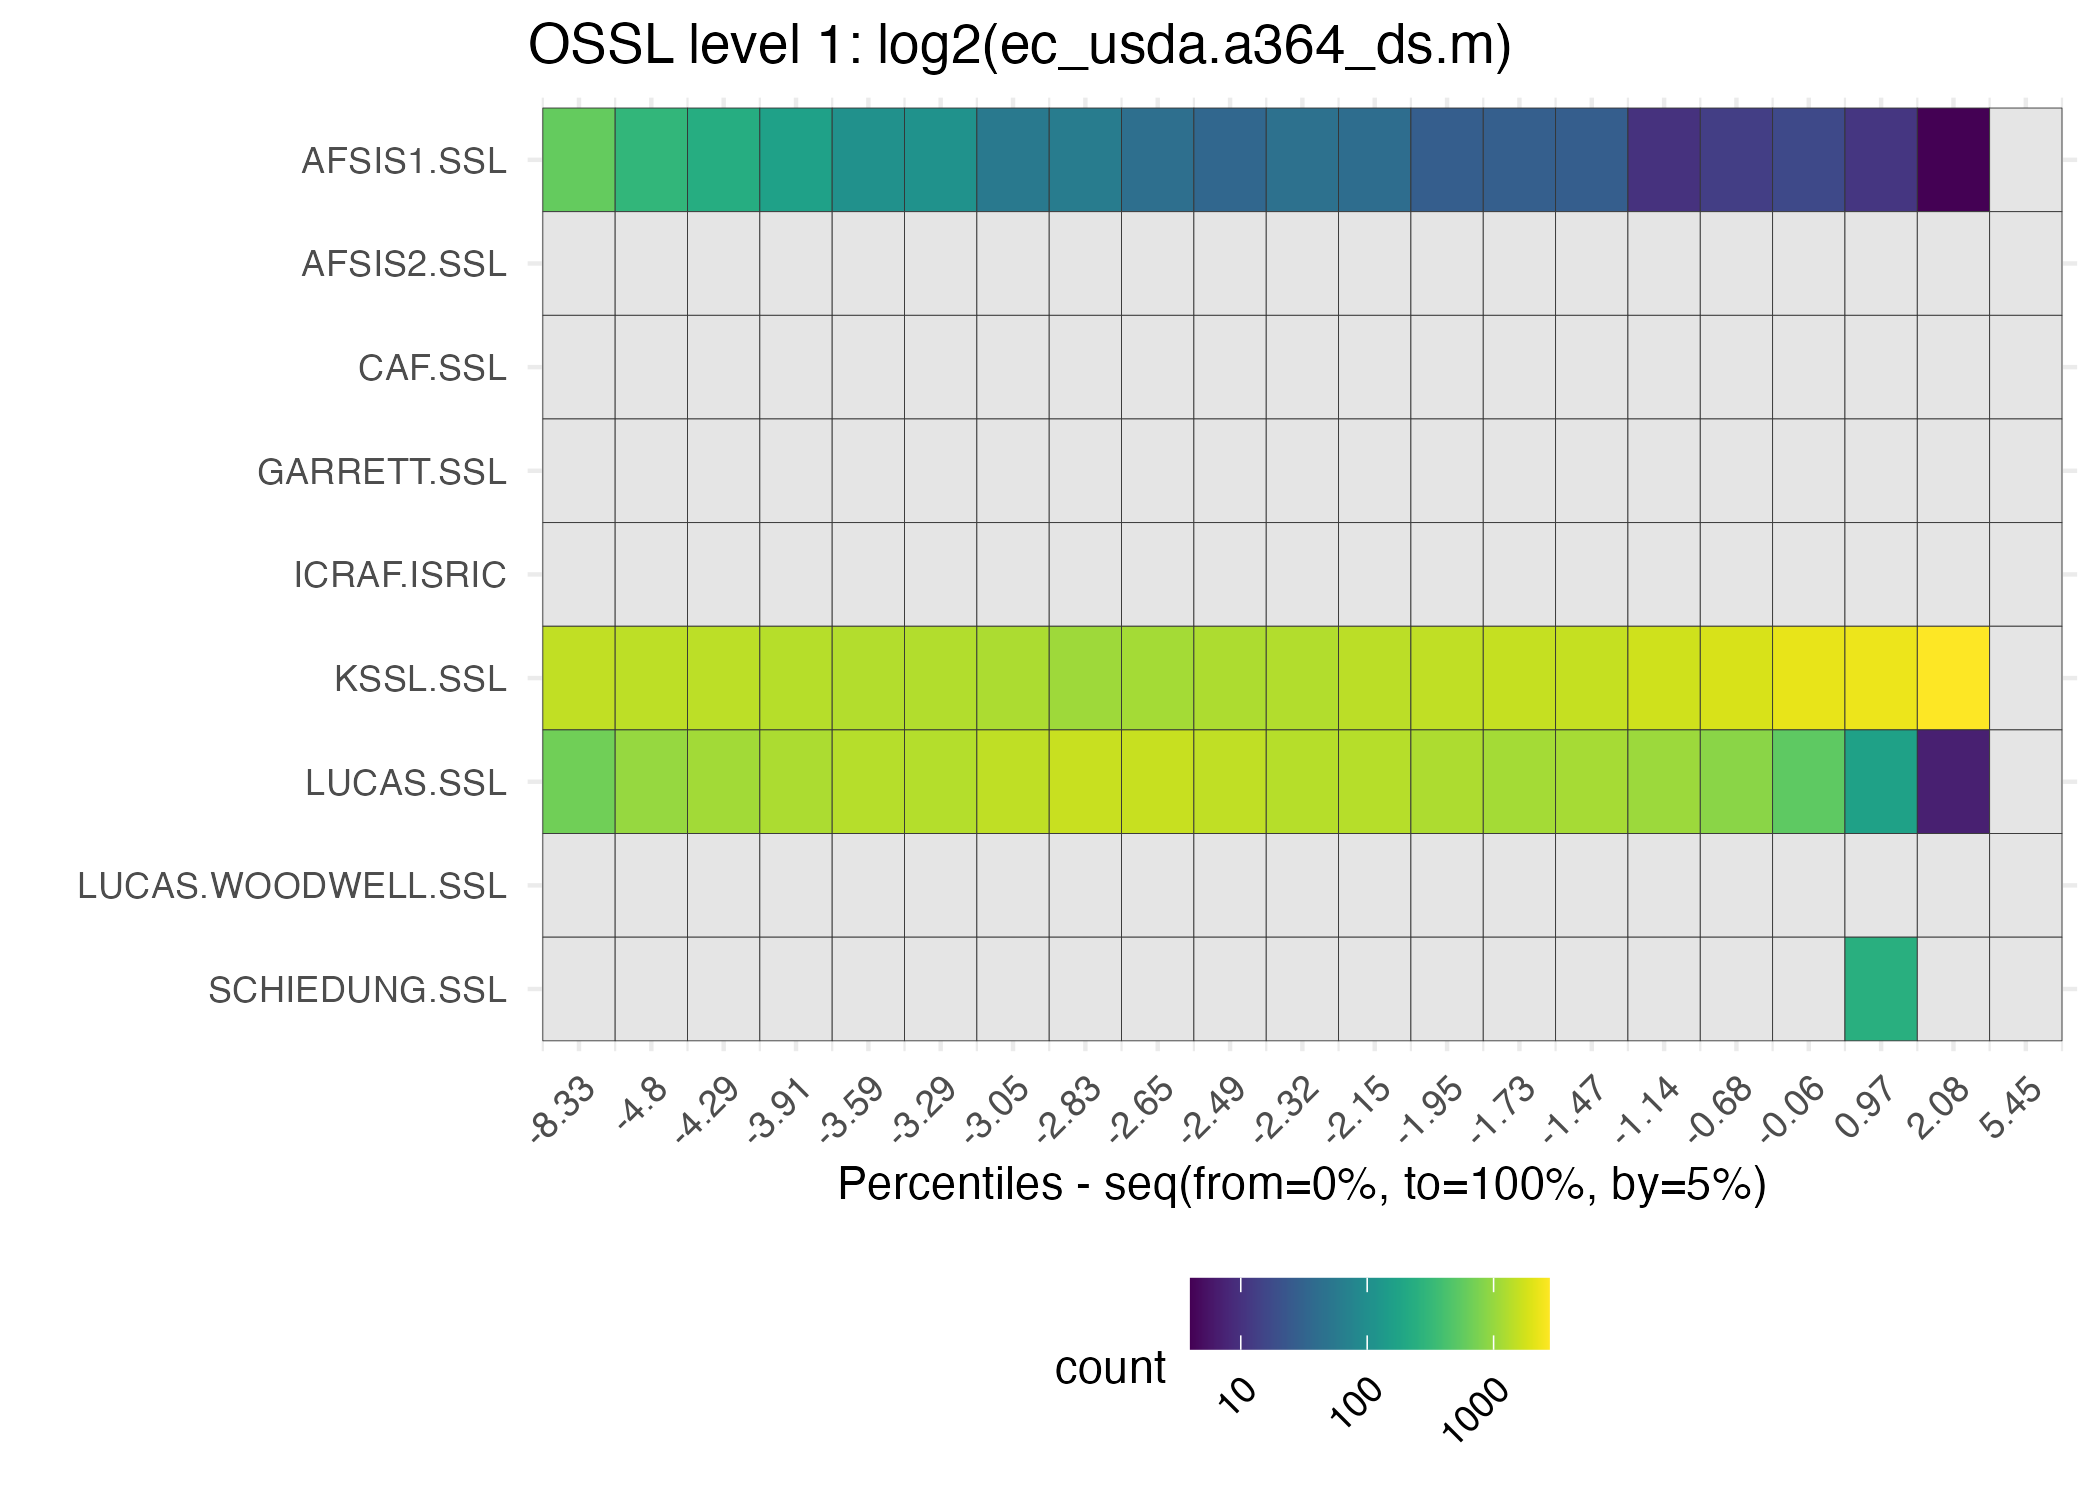 OSSL level 1: log2(ec_usda.a364_ds.m)
AFSIS1.SSL
AFSIS2.SSL
CAF.SSL
GARRETT.SSL
ICRAF.ISRIC
KSSL.SSL
LUCAS.SSL
LUCAS.WOODWELL.SSL
SCHIEDUNG.SSL
-8.33 -4.8 -4.29 -3.91 -3.59 -3.29 -3.05 -2.83 -2.65 -2.49 -2.32 -2.15 -1.95 -1.73 -1.47 -1.14 -0.68 -0.06 0.97 2.08 5.45
Percentiles - seq(from=0%, to=100%, by=5%)
count
10 100 1000